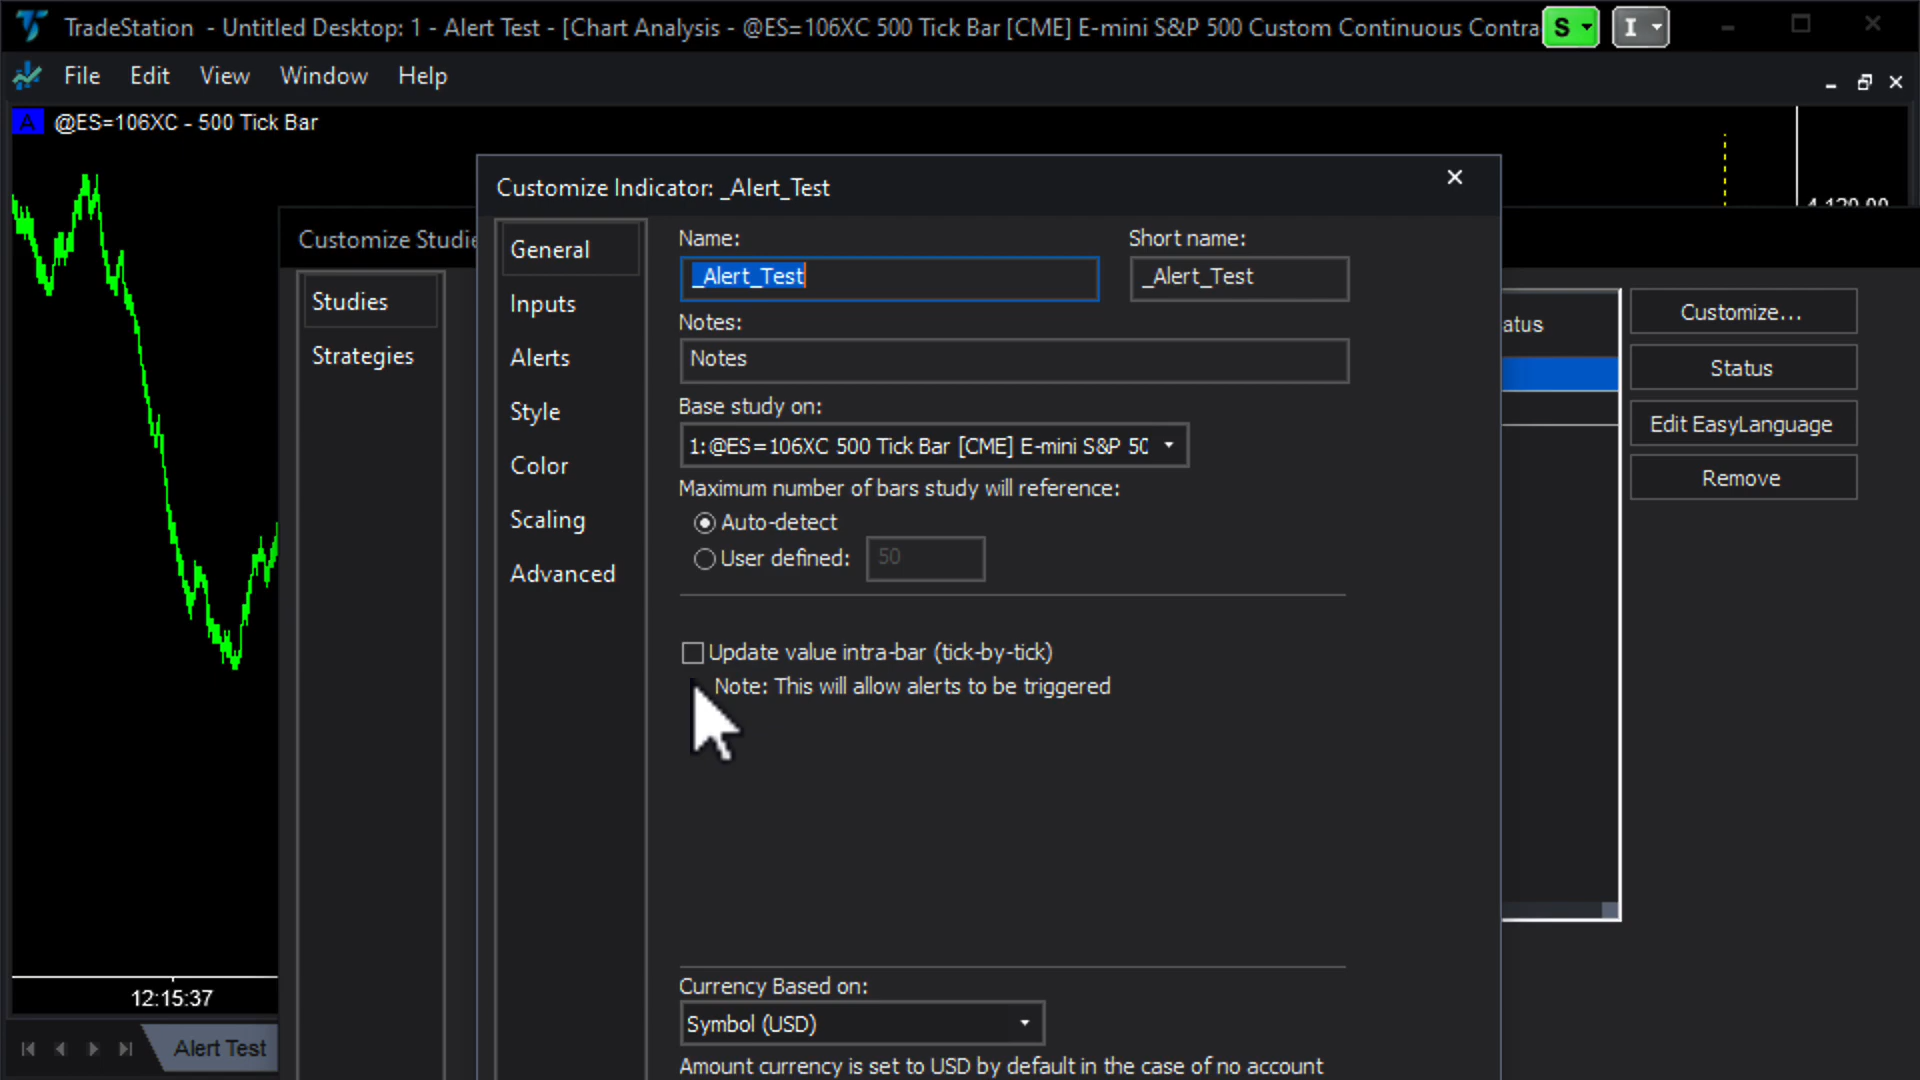 TradeStation - Untitled Desktop: 1 - Alert Test - [Chart Analysis - @ES=106XC 500 Tick Bar [CME] E-mini S&P 500 Custom Continuous Contra
S
I
File Edit View Window Help
A @ES=106XC - 500 Tick Bar
Customize Indicator: _Alert_Test
4,120.00
Customize Studie
Studies
Strategies
General
Inputs
Alerts
Style
Color
Scaling
Advanced
Name:
Short name:
_Alert_Test
_Alert_Test
Notes:
Notes
Base study on:
1:@ES=106XC 500 Tick Bar [CME] E-mini S&P 50
Maximum number of bars study will reference:
Auto-detect
User defined: 50
Update value intra-bar (tick-by-tick)
Note: This will allow alerts to be triggered
Currency Based on:
Symbol (USD)
Amount currency is set to USD by default in the case of no account
atus
Customize...
Status
Edit EasyLanguage
Remove
12:15:37
Alert Test